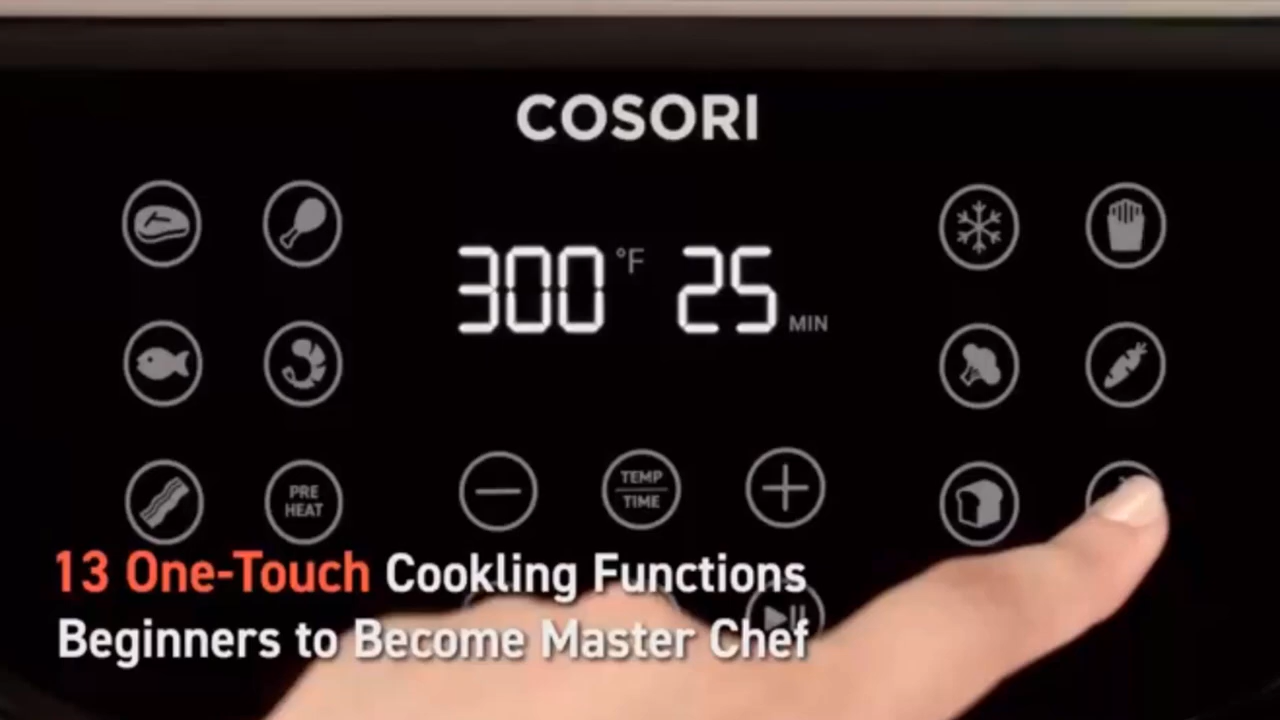 COSORI
300 °F 25 MIN
TEMP
TIME
PRE
HEAT
13 One-Touch Cookling Functions
Beginners to Become Master Chef